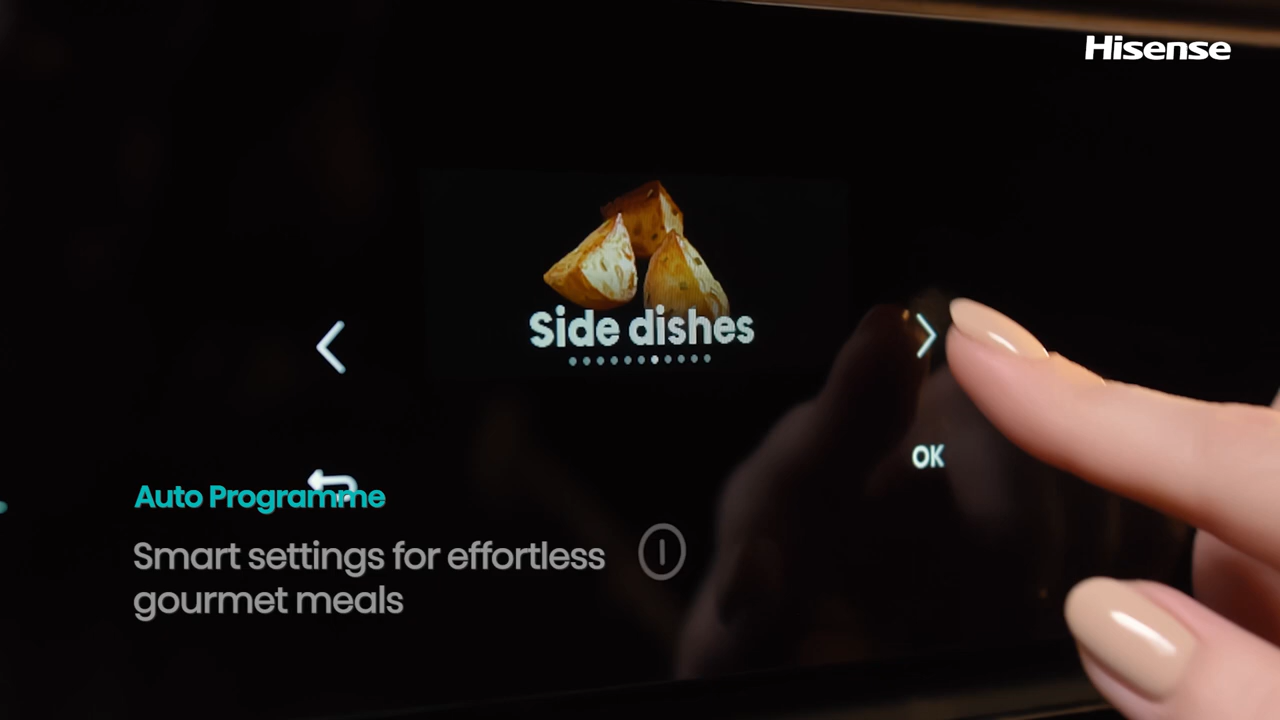 Hisense
Side dishes
OK
Auto Programme
Smart settings for effortless
gourmet meals